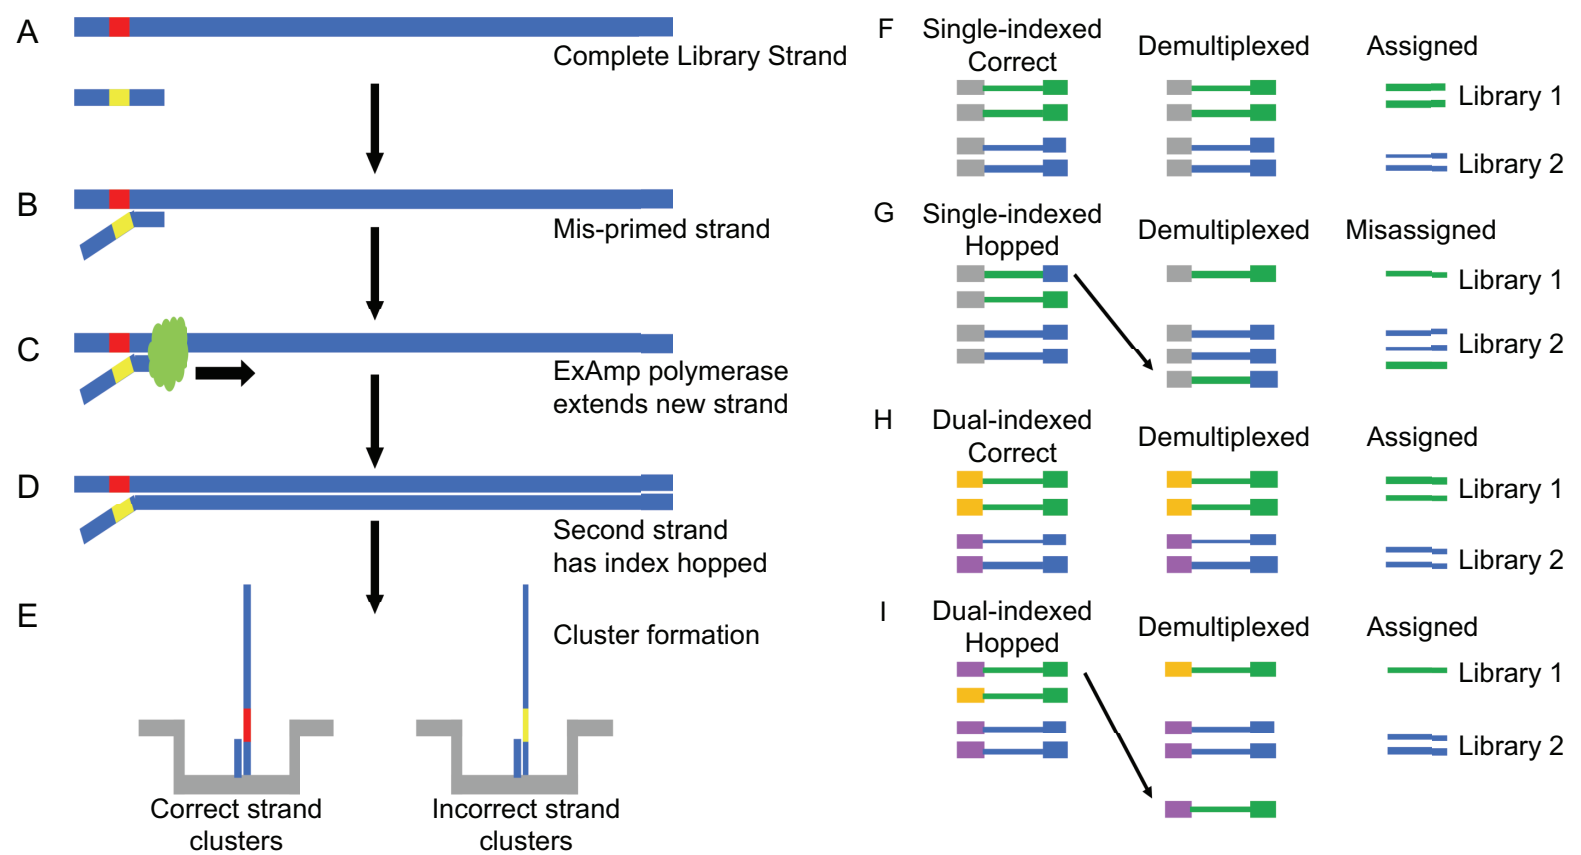 A
Complete Library Strand
B
Mis-primed strand
C
ExAmp polymerase
extends new strand
D
Second strand
has index hopped
E
Cluster formation
Correct strand
clusters
Incorrect strand
clusters
F
Single-indexed
Correct
Demultiplexed
Assigned
Library 1
Library 2
G
Single-indexed
Hopped
Demultiplexed
Misassigned
Library 1
Library 2
H
Dual-indexed
Correct
Demultiplexed
Assigned
Library 1
Library 2
I
Dual-indexed
Hopped
Demultiplexed
Assigned
Library 1
Library 2